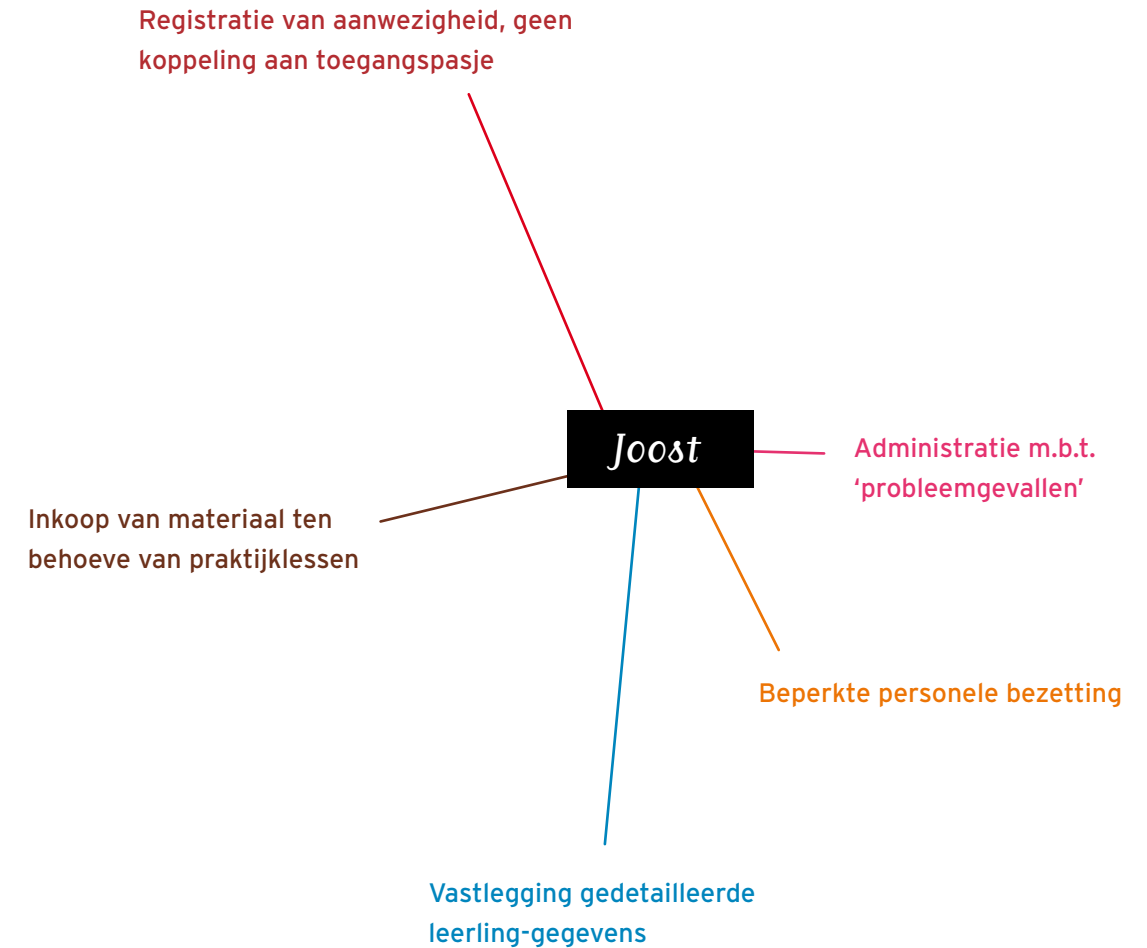 Registratie van aanwezigheid, geen
koppeling aan toegangspasje
Joost
Administratie m.b.t.
‘probleemgevallen’
Inkoop van materiaal ten
behoeve van praktijklessen
Beperkte personele bezetting
Vastlegging gedetailleerde
leerling-gegevens